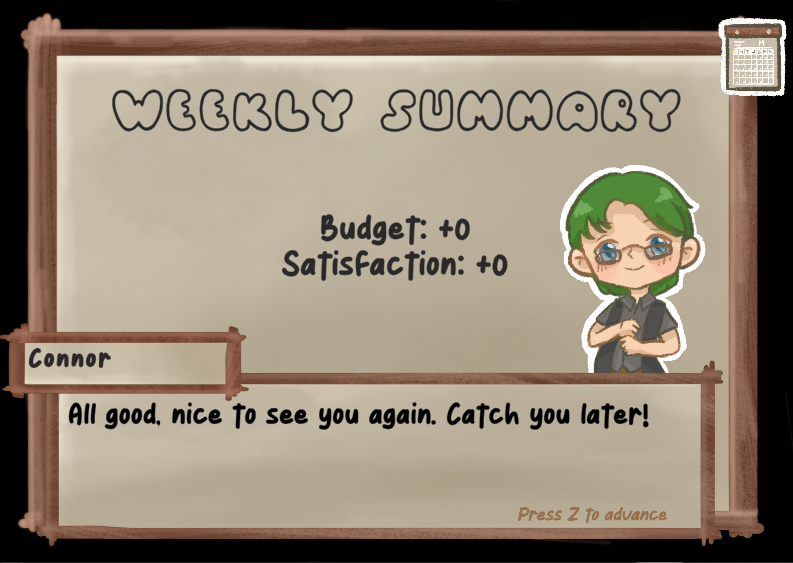 WEEKLY SUMMARY
Budget: +0
Satisfaction: +0
Connor
All good, nice to see you again. Catch you later!
Press Z to advance